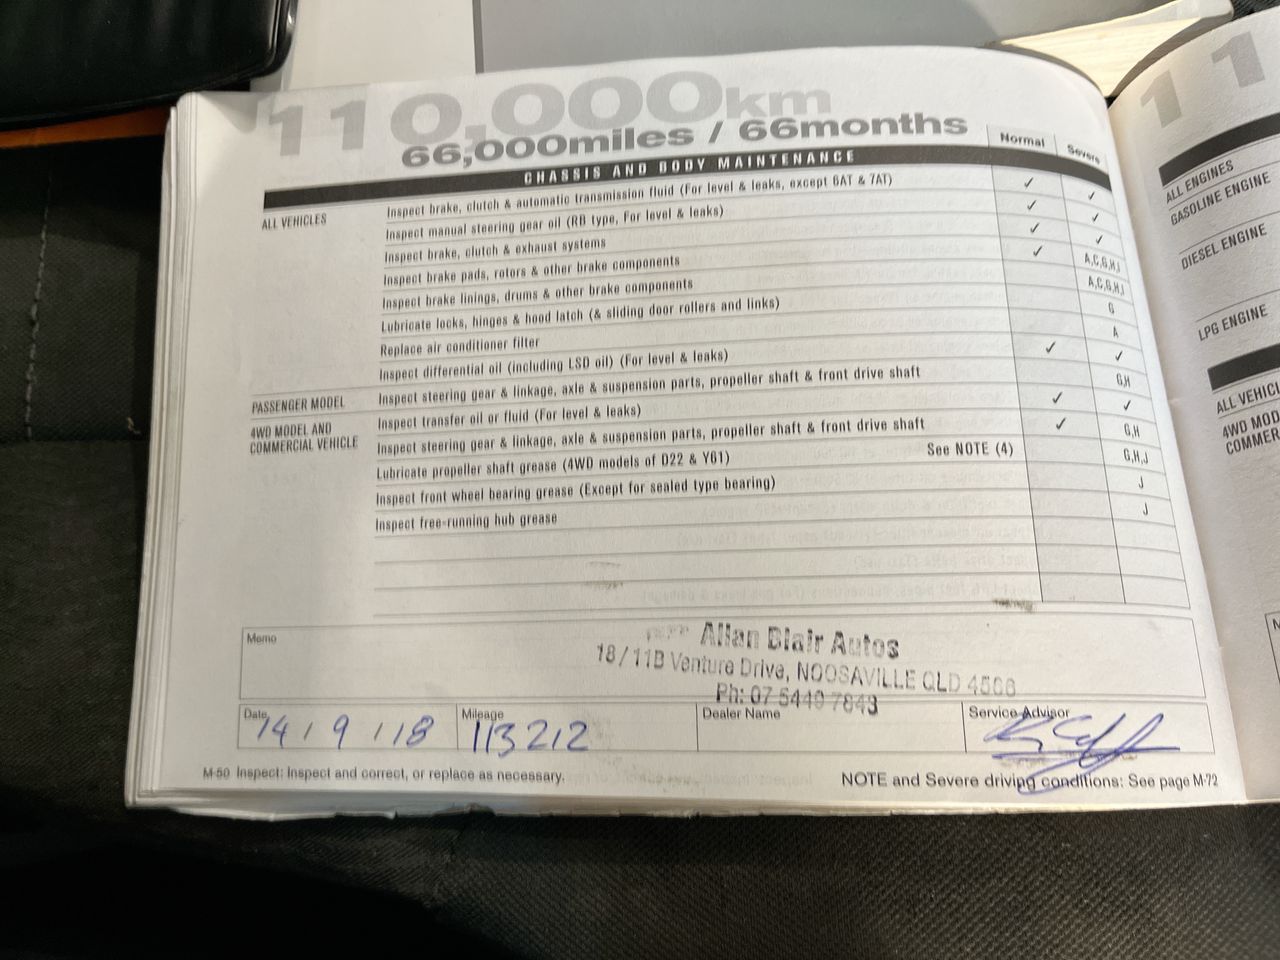 110,000km
66,000miles / 66months
Normal Severe
CHASSIS AND BODY MAINTENANCE
ALL VEHICLES Inspect brake, clutch & automatic transmission fluid (For level & leaks, except 6AT & 7AT) ✓ ✓
Inspect manual steering gear oil (RB type, For level & leaks) ✓ ✓
Inspect brake, clutch & exhaust systems ✓ ✓
Inspect brake pads, rotors & other brake components ✓ A,C,G,H,I
Inspect brake linings, drums & other brake components A,C,G,H,I
Lubricate locks, hinges & hood latch (& sliding door rollers and links) G
Replace air conditioner filter A
Inspect differential oil (including LSD oil) (For level & leaks) ✓ ✓
PASSENGER MODEL Inspect steering gear & linkage, axle & suspension parts, propeller shaft & front drive shaft G,H
4WD MODEL AND COMMERCIAL VEHICLE Inspect transfer oil or fluid (For level & leaks) ✓ ✓
Inspect steering gear & linkage, axle & suspension parts, propeller shaft & front drive shaft ✓ G,H
Lubricate propeller shaft grease (4WD models of D22 & Y61) See NOTE (4) G,H,J
Inspect front wheel bearing grease (Except for sealed type bearing) J
Inspect free-running hub grease J
Memo
Allan Blair Autos
18/11B Venture Drive, NOOSAVILLE QLD 4566
Ph: 07 5449 7843
Date 14 / 9 / 18
Mileage 113212
Dealer Name
Service Advisor
M-50 Inspect: Inspect and correct, or replace as necessary.
NOTE and Severe driving conditions: See page M-72
11
ALL ENGINES
GASOLINE ENGINE
DIESEL ENGINE
LPG ENGINE
ALL VEHICL
4WD MOD
COMMER